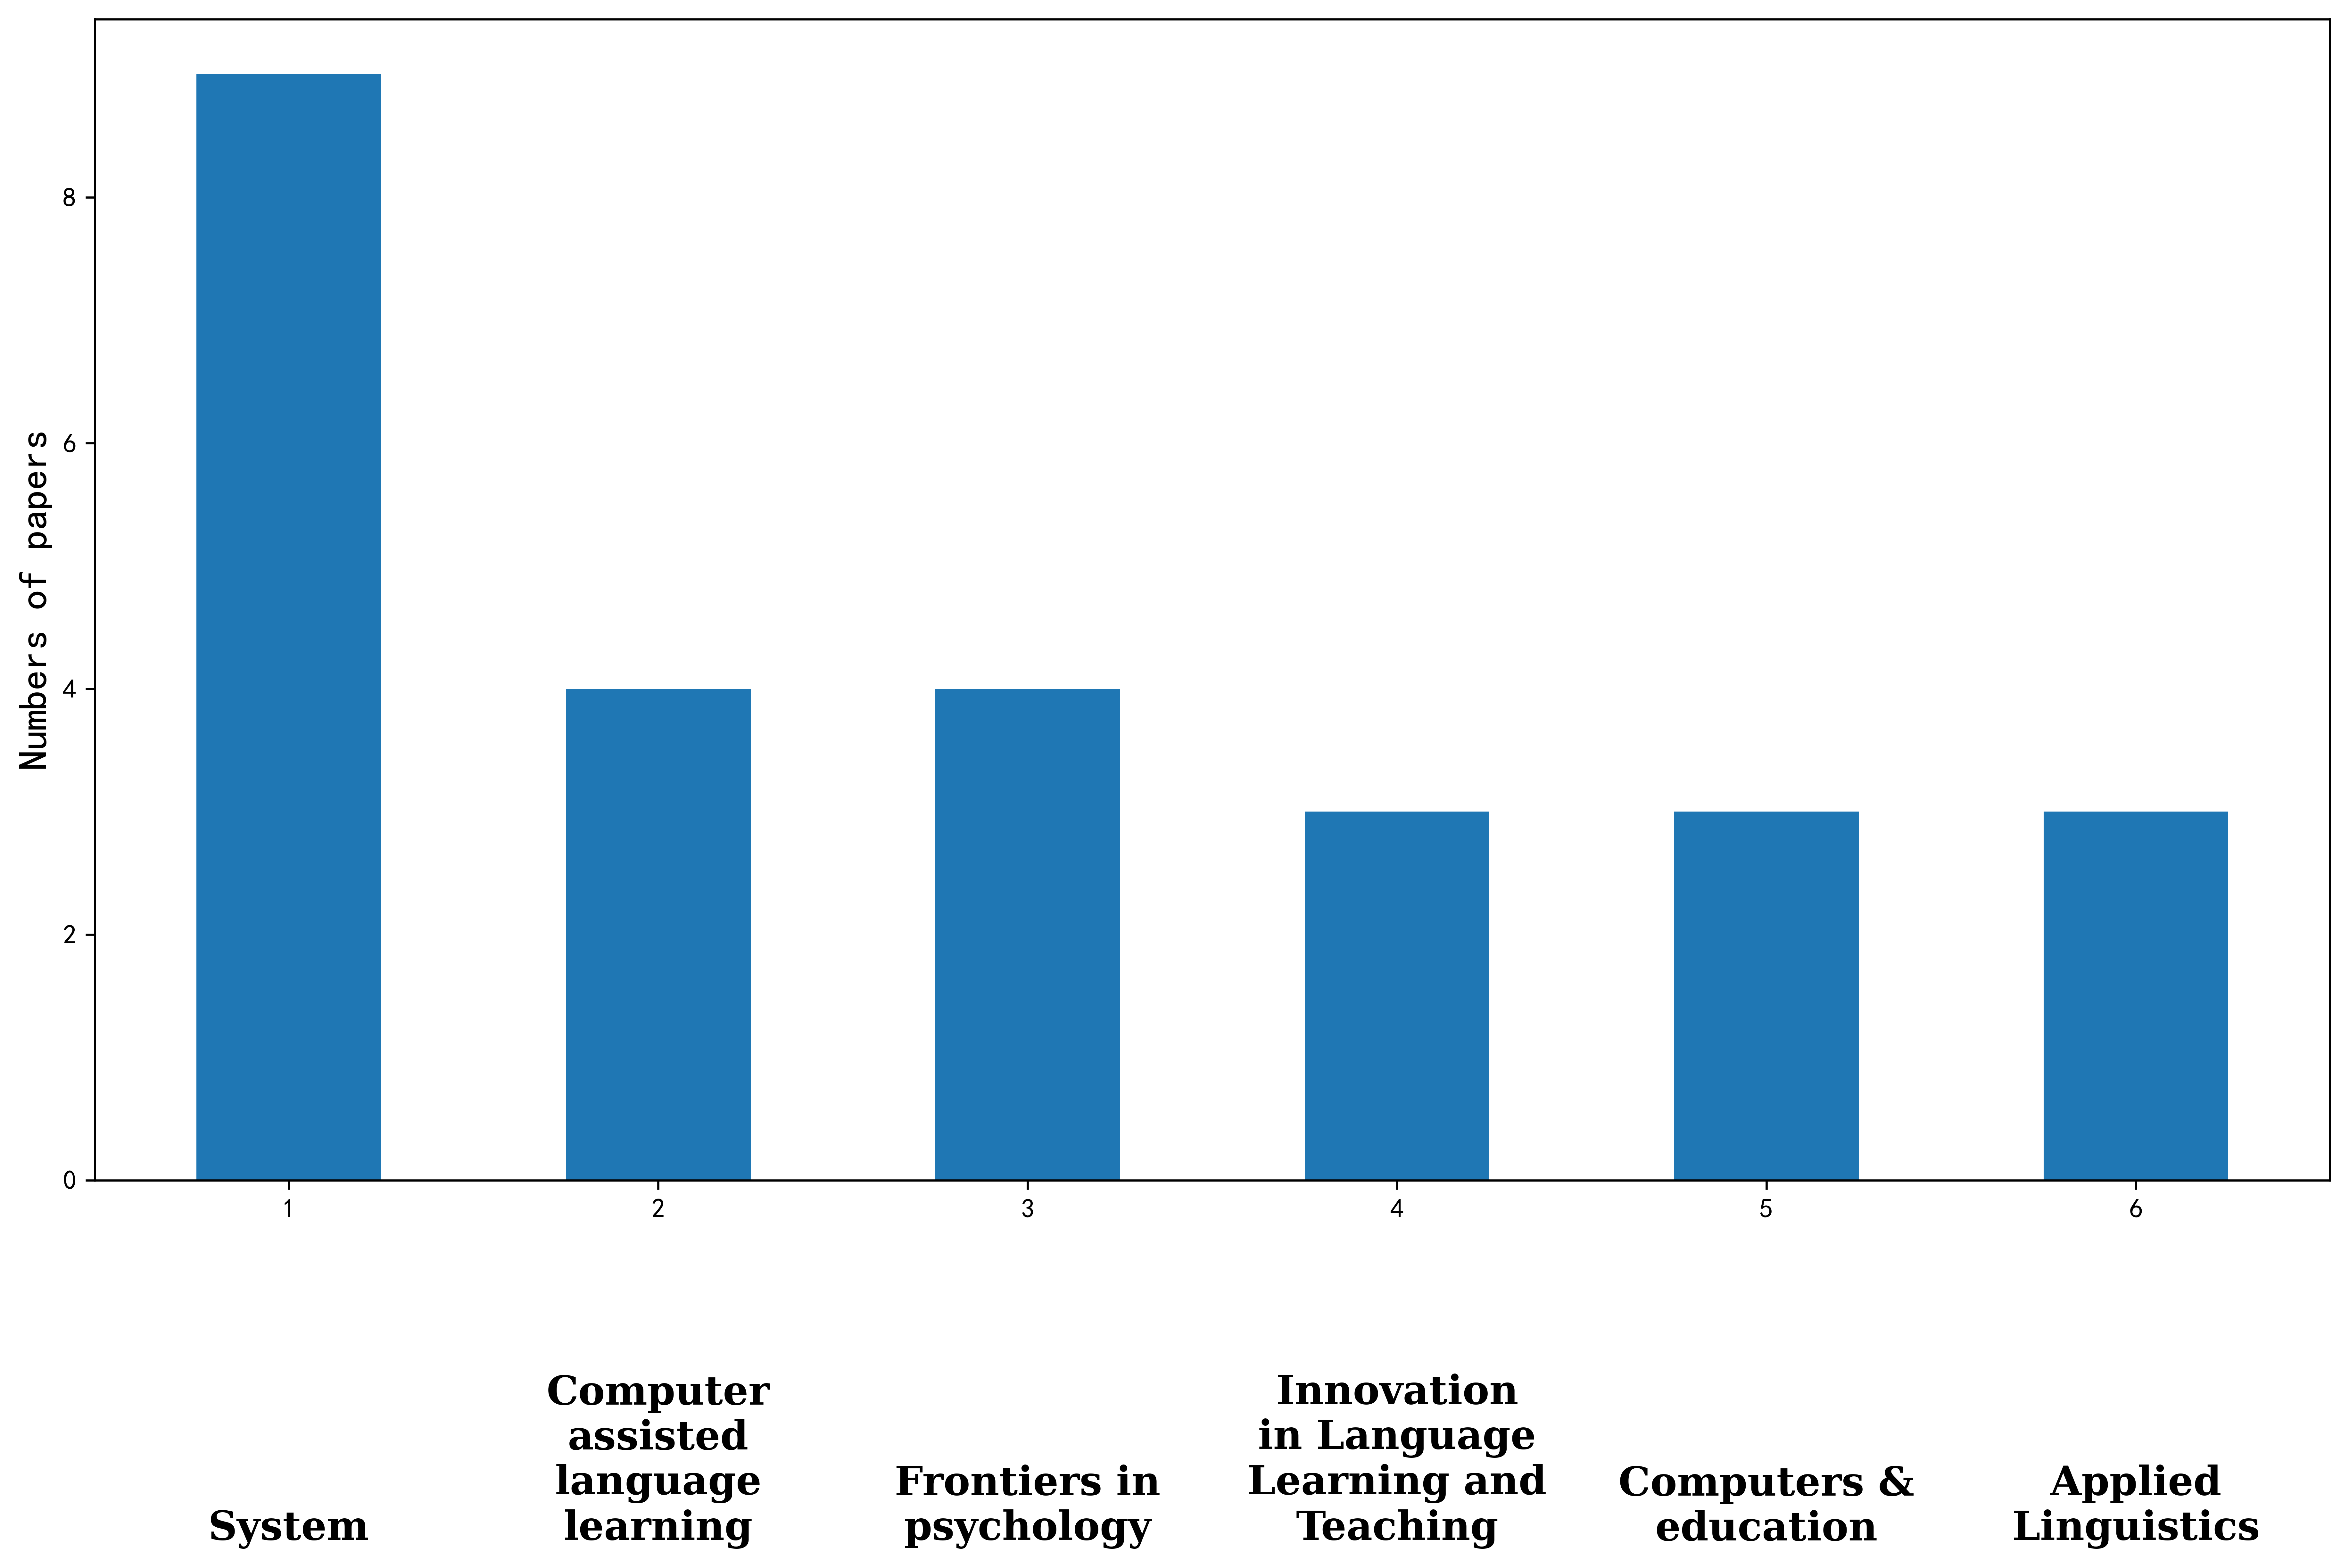 Numbers of papers
8
6
4
2
0
1
2
3
4
5
6
System
Computer
assisted
language
learning
Frontiers in
psychology
Innovation
in Language
Learning and
Teaching
Computers &
education
Applied
Linguistics